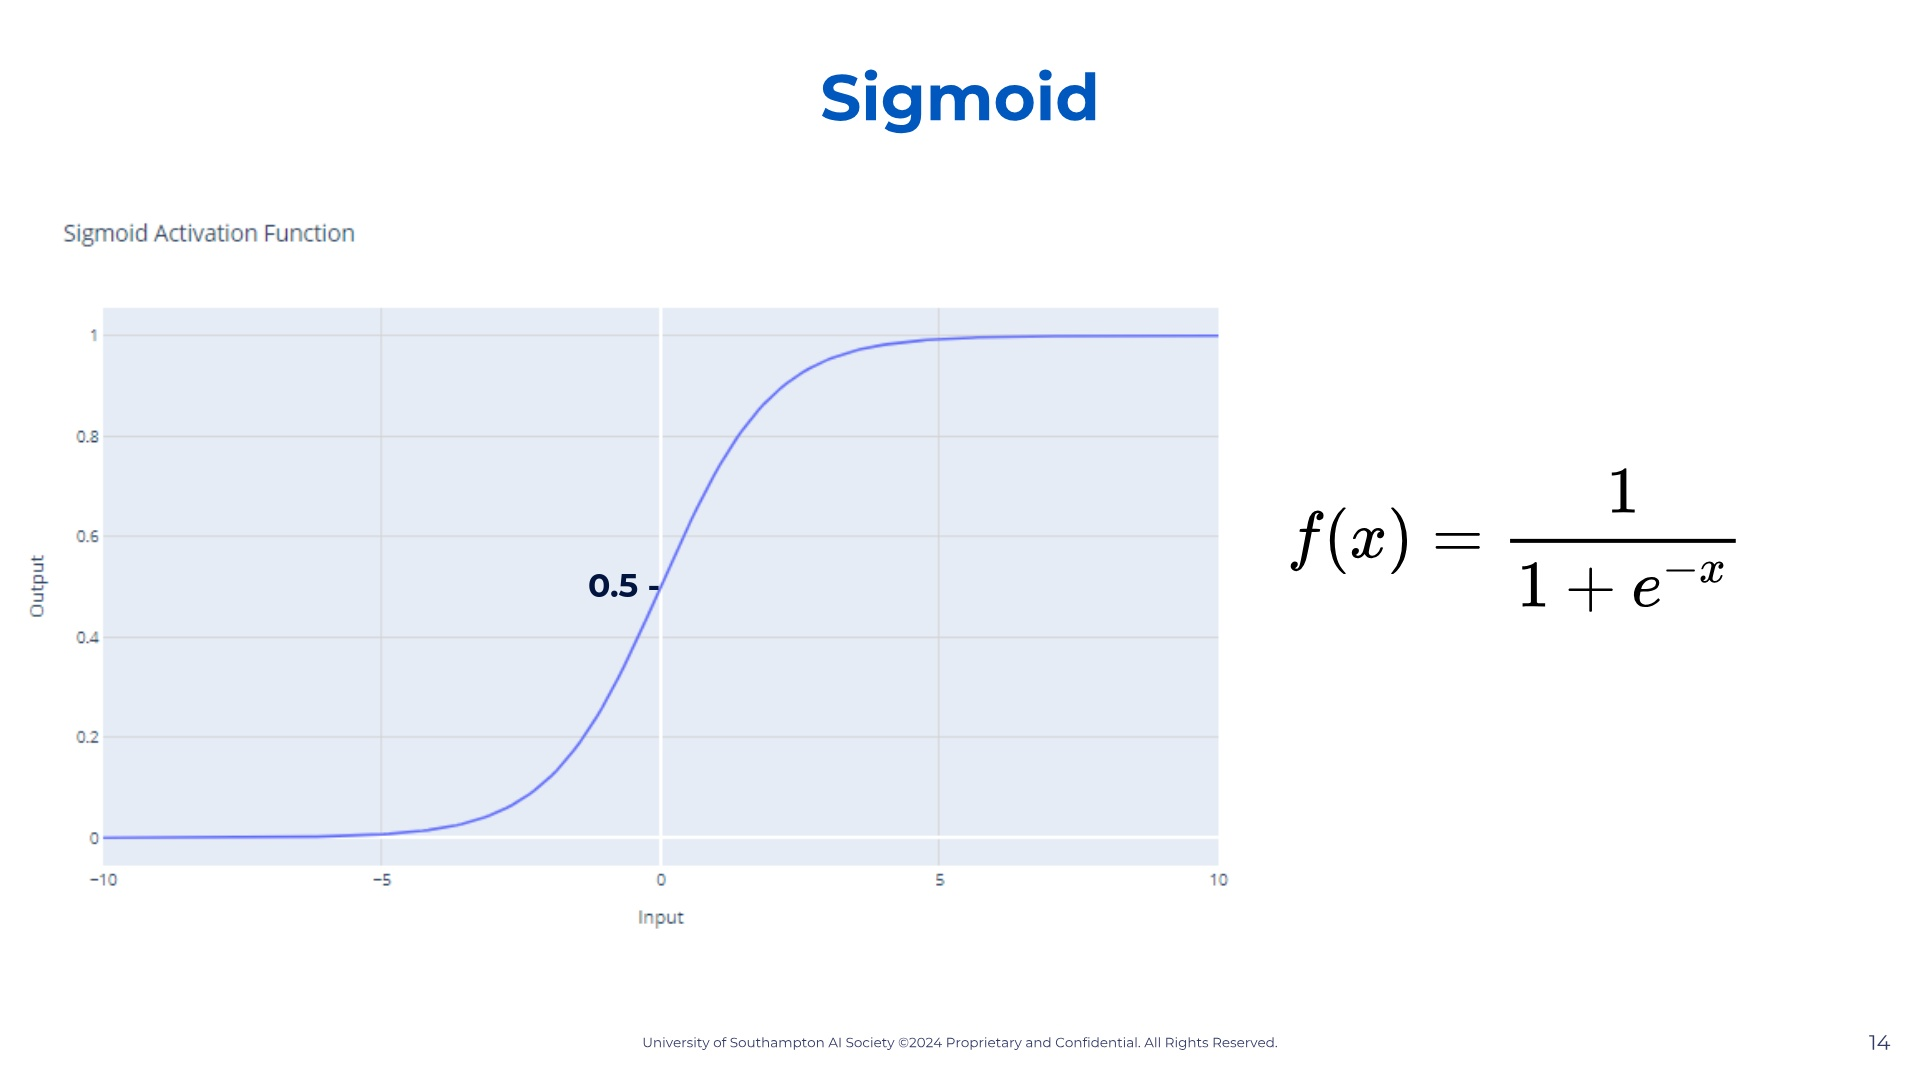 Sigmoid
Sigmoid Activation Function
1
0.8
0.6
0.5 -
0.4
0.2
0
Output
−10
−5
0
5
10
Input
f(x) = 1 / (1 + e^{−x})
University of Southampton AI Society ©2024 Proprietary and Confidential. All Rights Reserved.
14